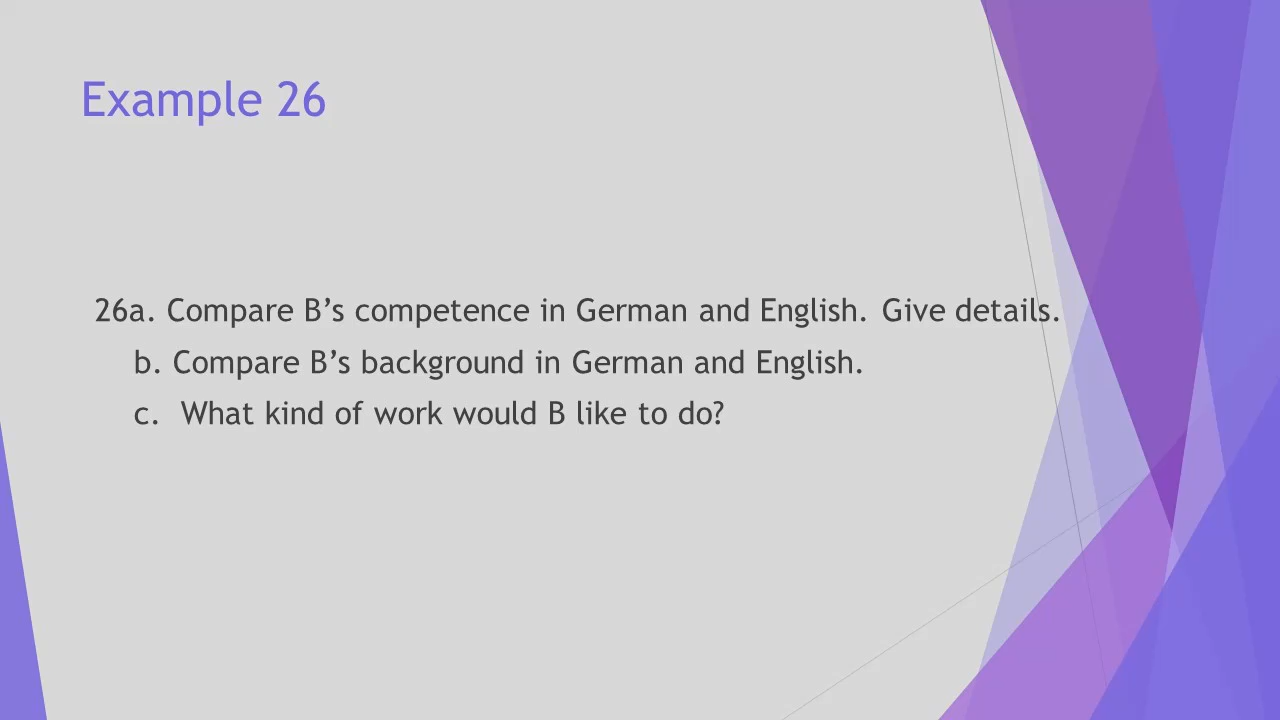 Example 26
26a. Compare B’s competence in German and English. Give details.
b. Compare B’s background in German and English.
c. What kind of work would B like to do?